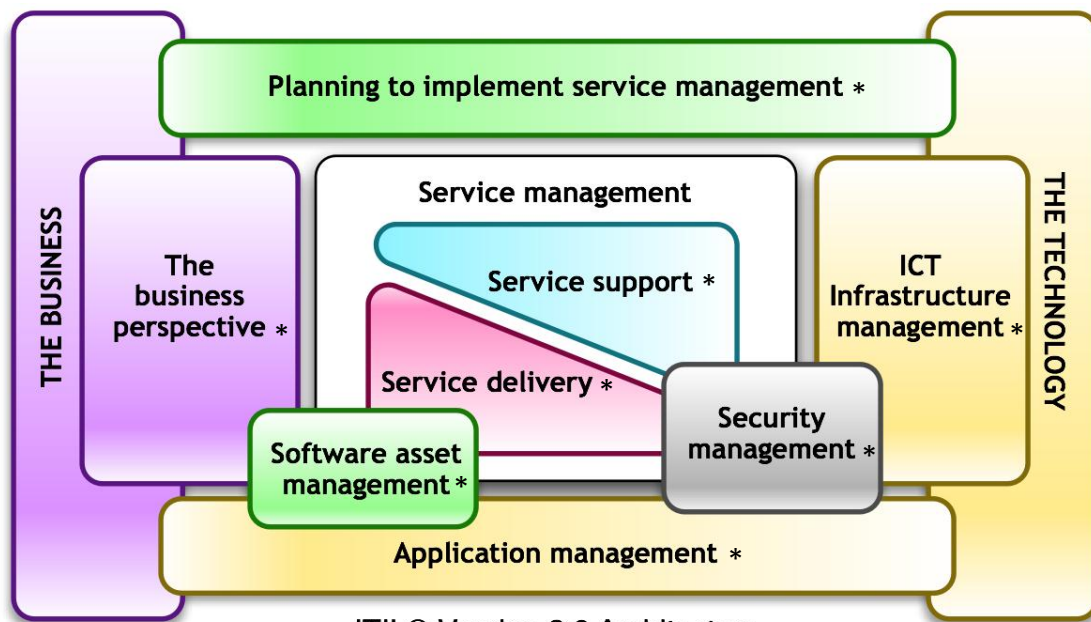 Planning to implement service management *
THE BUSINESS
The
business
perspective *
Service management
Service support *
Service delivery *
ICT
Infrastructure
management *
THE TECHNOLOGY
Software asset
management *
Security
management *
Application management *